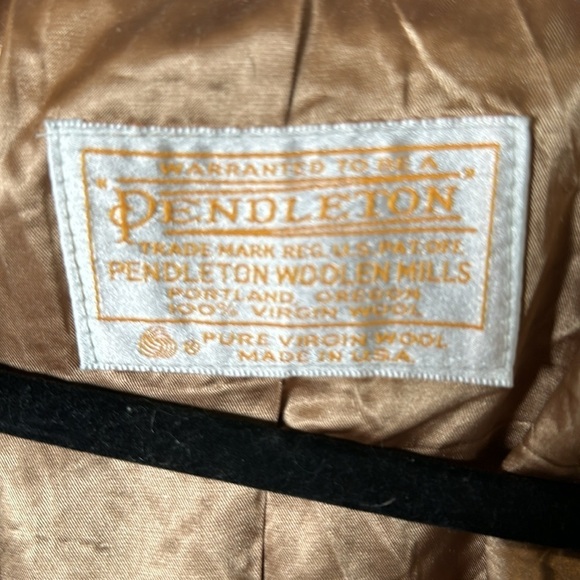 WARRANTED TO BE A
"PENDLETON"
TRADE MARK REG. U.S. PAT. OFF.
PENDLETON WOOLEN MILLS
PORTLAND, OREGON
100% VIRGIN WOOL
® PURE VIRGIN WOOL
MADE IN U.S.A.